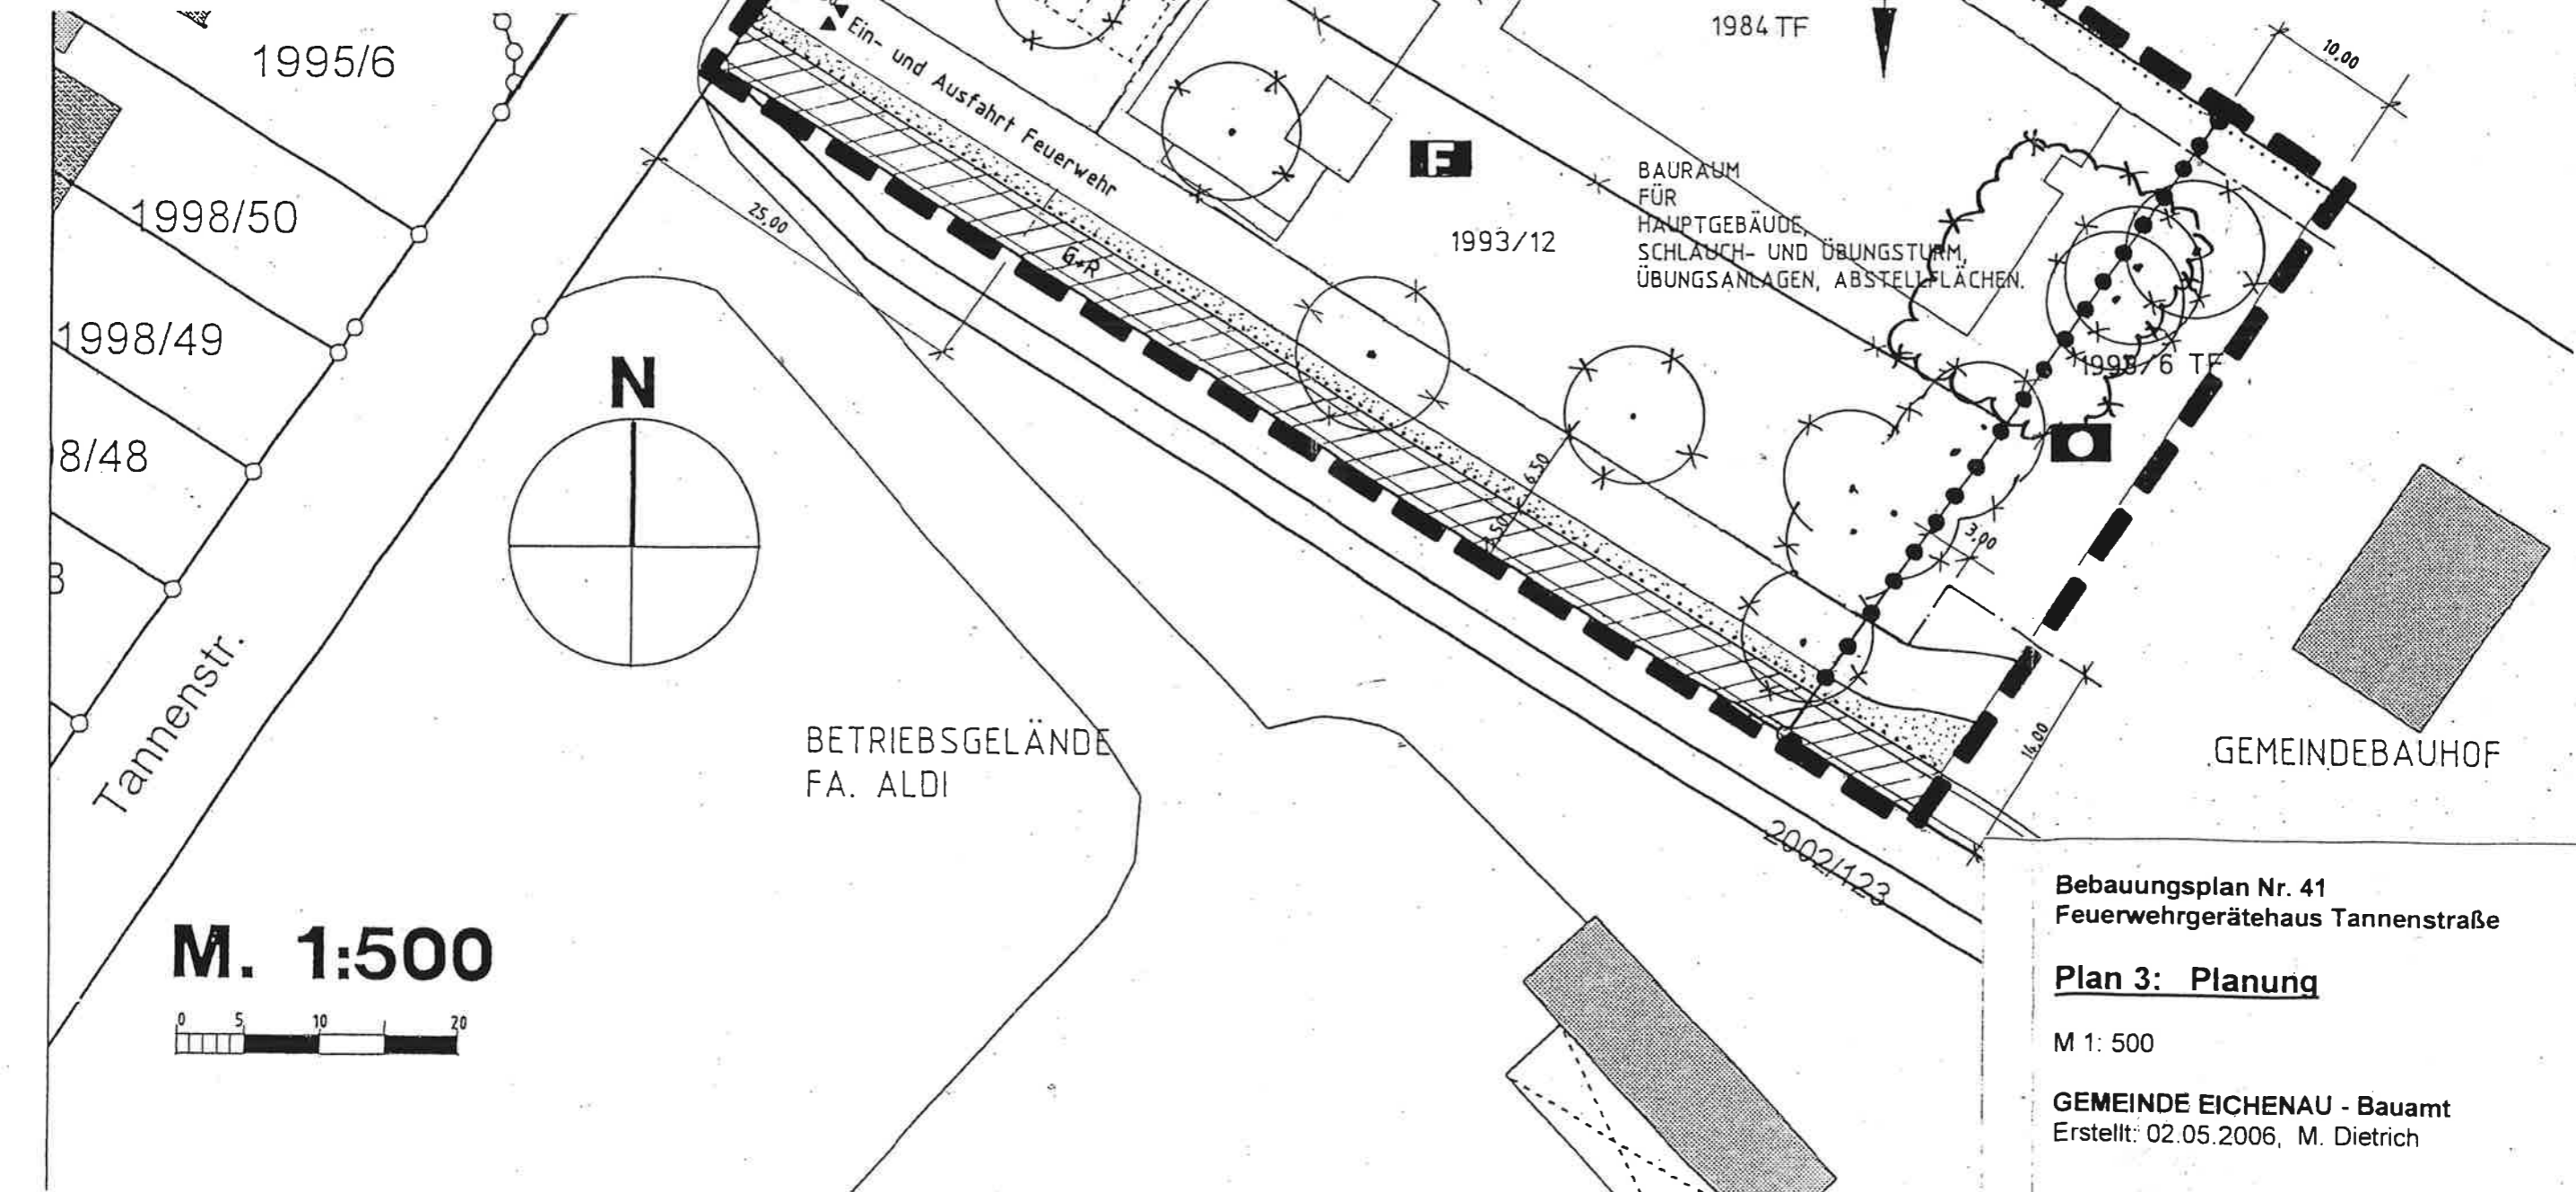 1995/6
1998/50
1998/49
8/48
Tannenstr.
N
M. 1:500
0 5 10 20
Ein- und Ausfahrt Feuerwehr
25,00
G+R
F
1984 TF
1993/12
BAURAUM
FÜR
HAUPTGEBÄUDE,
SCHLAUCH- UND ÜBUNGSTURM,
ÜBUNGSANLAGEN, ABSTELLFLÄCHEN.
10,00
1995/6 TF
6,50
3,00
14,00
BETRIEBSGELÄNDE
FA. ALDI
GEMEINDEBAUHOF
2002/123
Bebauungsplan Nr. 41
Feuerwehrgerätehaus Tannenstraße
Plan 3: Planung
M 1: 500
GEMEINDE EICHENAU - Bauamt
Erstellt: 02.05.2006, M. Dietrich